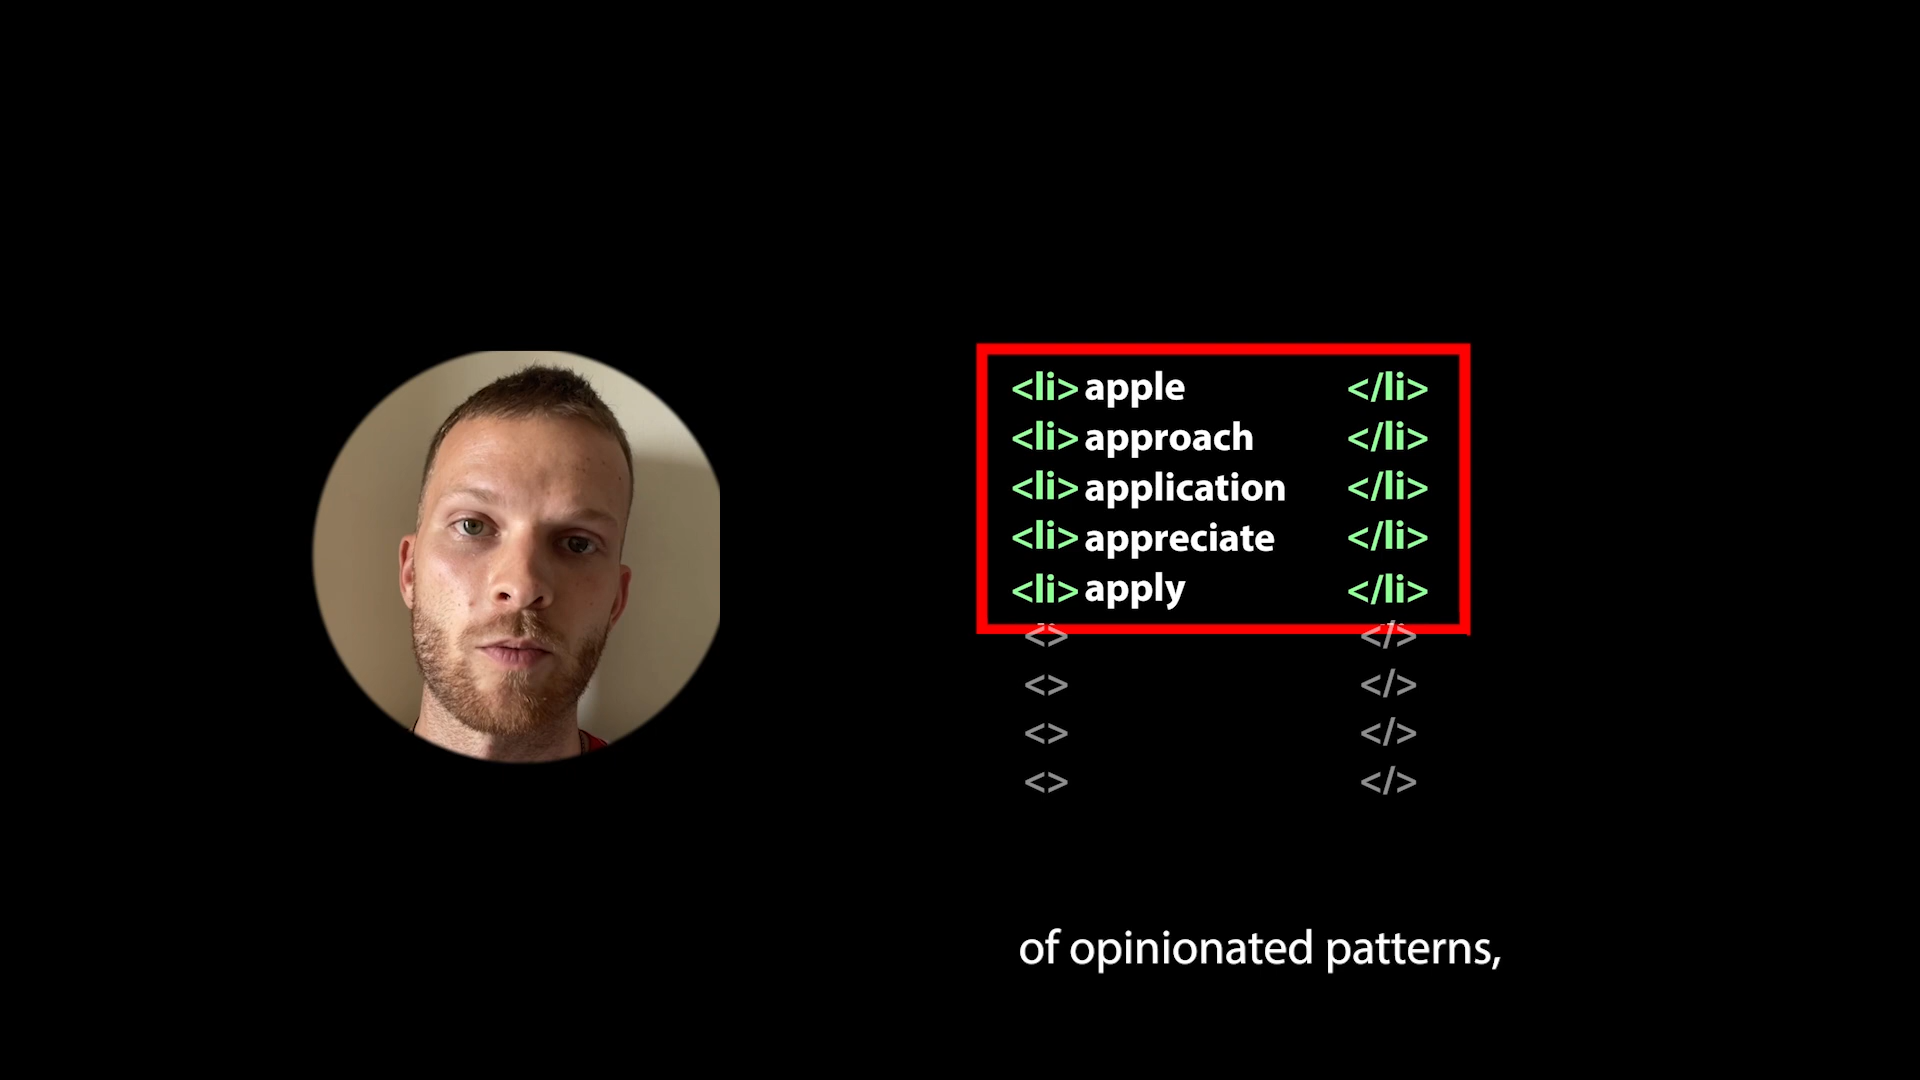 <li> apple </li>
<li> approach </li>
<li> application </li>
<li> appreciate </li>
<li> apply </li>
<> </>
<> </>
<> </>
<> </>
of opinionated patterns,